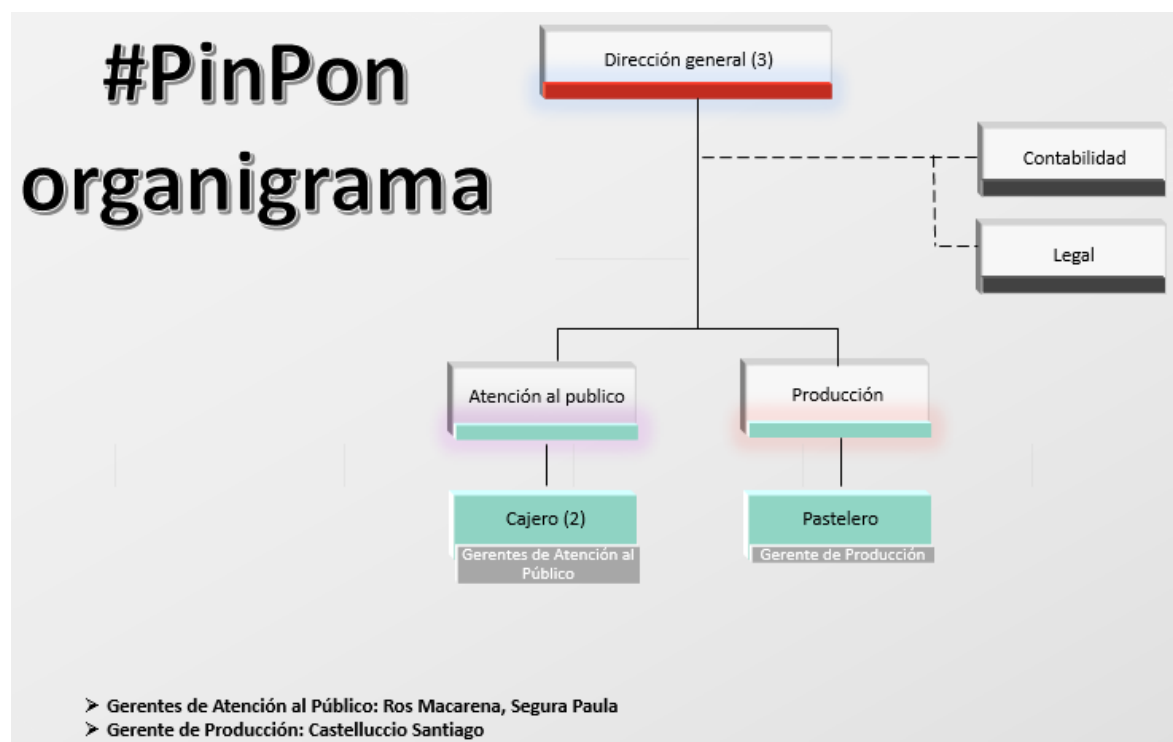 #PinPon
organigrama
Dirección general (3)
Contabilidad
Legal
Atención al publico
Producción
Cajero (2)
Gerentes de Atención al
Público
Pastelero
Gerente de Producción
➢ Gerentes de Atención al Público: Ros Macarena, Segura Paula
➢ Gerente de Producción: Castelluccio Santiago